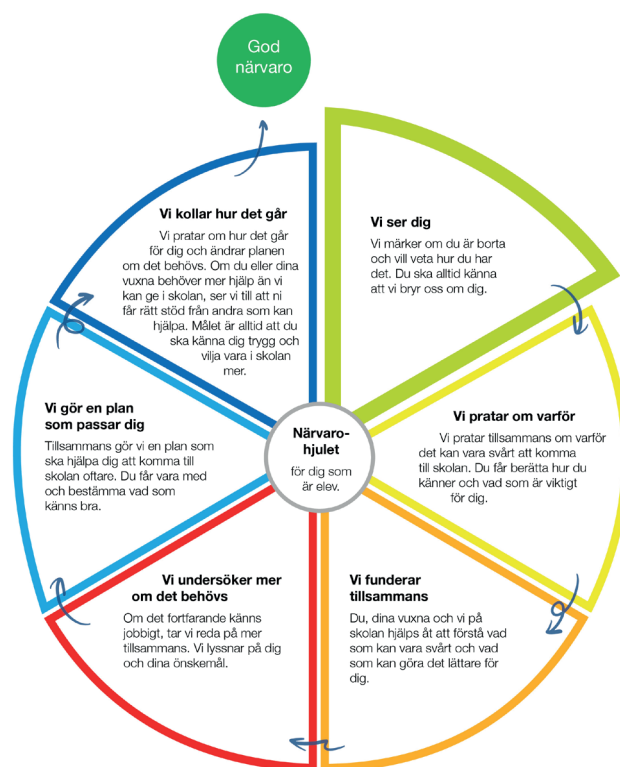 God
närvaro
Vi ser dig
Vi märker om du är borta
och vill veta hur du har
det. Du ska alltid känna
att vi bryr oss om dig.
Vi pratar om varför
Vi pratar tillsammans om varför
det kan vara svårt att komma
till skolan. Du får berätta hur du
känner och vad som är viktigt
för dig.
Vi funderar
tillsammans
Du, dina vuxna och vi på
skolan hjälps åt att förstå vad
som kan vara svårt och vad
som kan göra det lättare för
dig.
Vi undersöker mer
om det behövs
Om det fortfarande känns
jobbigt, tar vi reda på mer
tillsammans. Vi lyssnar på dig
och dina önskemål.
Vi gör en plan
som passar dig
Tillsammans gör vi en plan som
ska hjälpa dig att komma till
skolan oftare. Du får vara med
och bestämma vad som
känns bra.
Vi kollar hur det går
Vi pratar om hur det går
för dig och ändrar planen
om det behövs. Om du eller dina
vuxna behöver mer hjälp än vi
kan ge i skolan, ser vi till att ni
får rätt stöd från andra som kan
hjälpa. Målet är alltid att du
ska känna dig trygg och
vilja vara i skolan
mer.
Närvaro-
hjulet
för dig som
är elev.